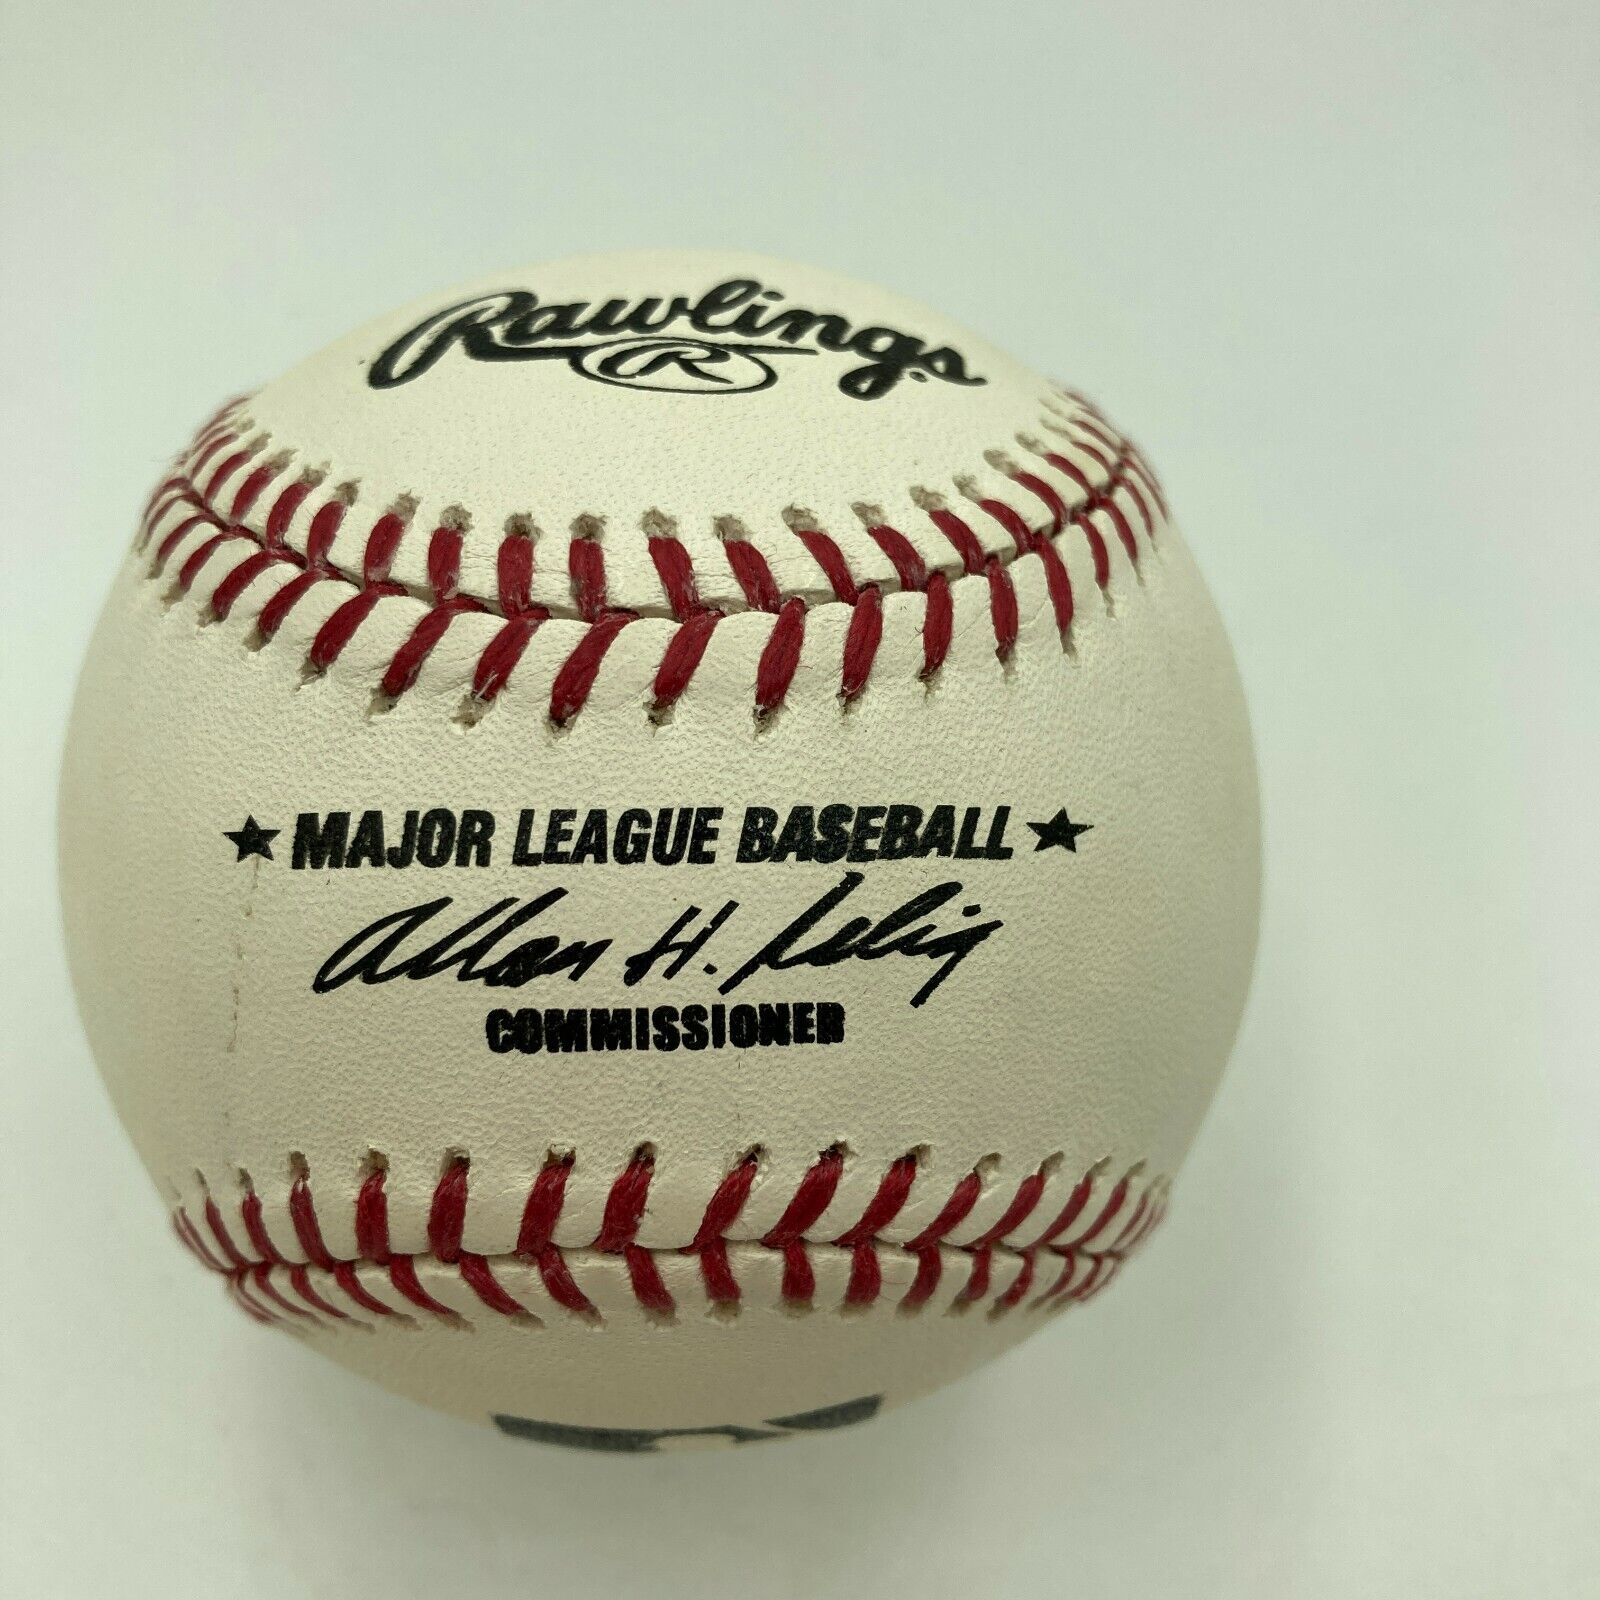 Rawlings
R
★ MAJOR LEAGUE BASEBALL ★
Allan H. Selig
COMMISSIONER